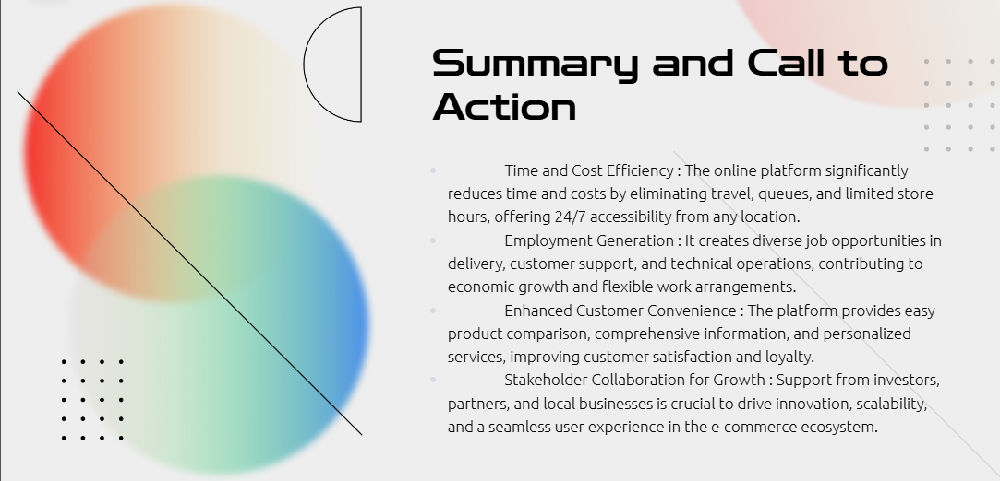 Summary and Call to
Action
Time and Cost Efficiency : The online platform significantly
reduces time and costs by eliminating travel, queues, and limited store
hours, offering 24/7 accessibility from any location.
Employment Generation : It creates diverse job opportunities in
delivery, customer support, and technical operations, contributing to
economic growth and flexible work arrangements.
Enhanced Customer Convenience : The platform provides easy
product comparison, comprehensive information, and personalized
services, improving customer satisfaction and loyalty.
Stakeholder Collaboration for Growth : Support from investors,
partners, and local businesses is crucial to drive innovation, scalability,
and a seamless user experience in the e-commerce ecosystem.